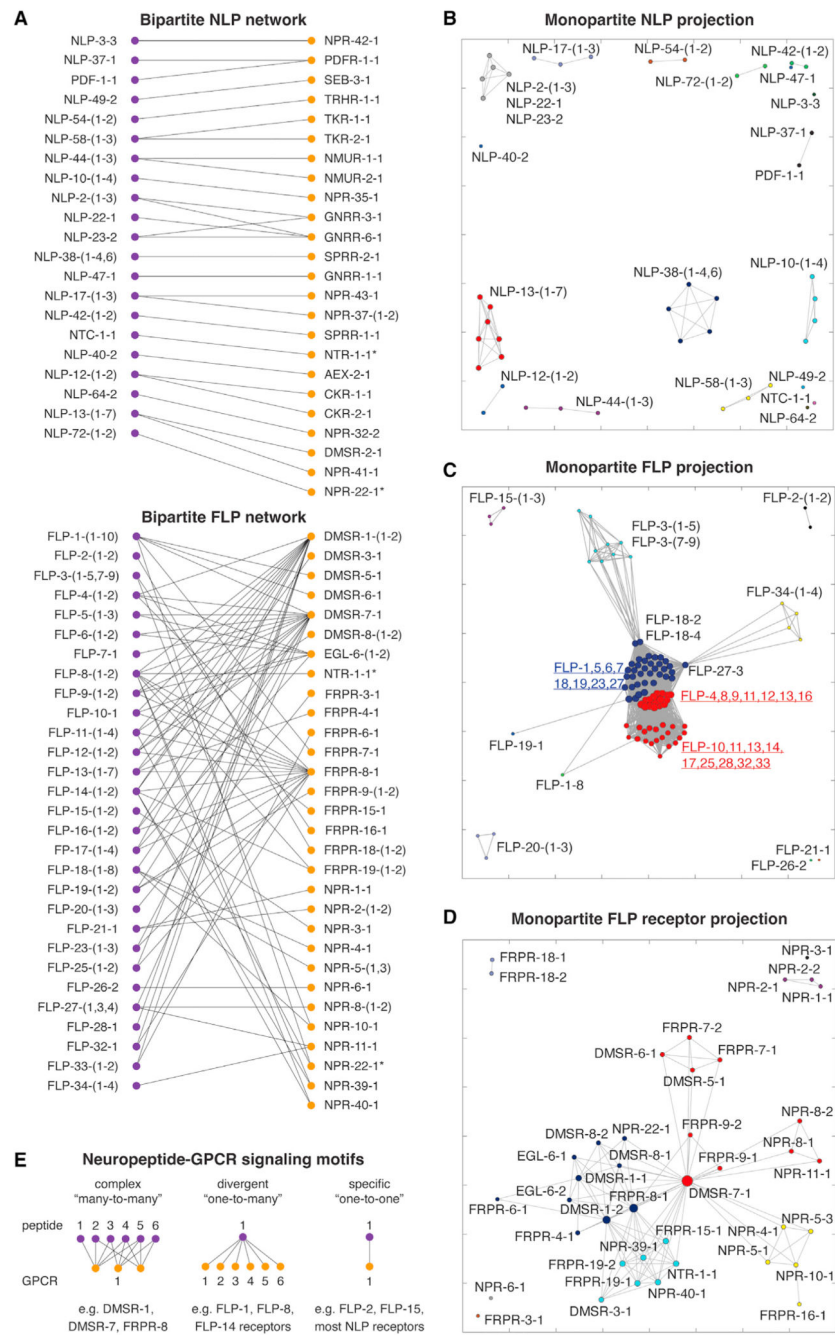 A
Bipartite NLP network
NLP-3-3
NLP-37-1
PDF-1-1
NLP-49-2
NLP-54-(1-2)
NLP-58-(1-3)
NLP-44-(1-3)
NLP-10-(1-4)
NLP-2-(1-3)
NLP-22-1
NLP-23-2
NLP-38-(1-4,6)
NLP-47-1
NLP-17-(1-3)
NLP-42-(1-2)
NTC-1-1
NLP-40-2
NLP-12-(1-2)
NLP-64-2
NLP-13-(1-7)
NLP-72-(1-2)
NPR-42-1
PDFR-1-1
SEB-3-1
TRHR-1-1
TKR-1-1
TKR-2-1
NMUR-1-1
NMUR-2-1
NPR-35-1
GNRR-3-1
GNRR-6-1
SPRR-2-1
GNRR-1-1
NPR-43-1
NPR-37-(1-2)
SPRR-1-1
NTR-1-1*
AEX-2-1
CKR-1-1
CKR-2-1
NPR-32-2
DMSR-2-1
NPR-41-1
NPR-22-1*
Bipartite FLP network
FLP-1-(1-10)
FLP-2-(1-2)
FLP-3-(1-5,7-9)
FLP-4-(1-2)
FLP-5-(1-3)
FLP-6-(1-2)
FLP-7-1
FLP-8-(1-2)
FLP-9-(1-2)
FLP-10-1
FLP-11-(1-4)
FLP-12-(1-2)
FLP-13-(1-7)
FLP-14-(1-2)
FLP-15-(1-2)
FLP-16-(1-2)
FP-17-(1-4)
FLP-18-(1-8)
FLP-19-(1-2)
FLP-20-(1-3)
FLP-21-1
FLP-23-(1-3)
FLP-25-(1-2)
FLP-26-2
FLP-27-(1,3,4)
FLP-28-1
FLP-32-1
FLP-33-(1-2)
FLP-34-(1-4)
DMSR-1-(1-2)
DMSR-3-1
DMSR-5-1
DMSR-6-1
DMSR-7-1
DMSR-8-(1-2)
EGL-6-(1-2)
NTR-1-1*
FRPR-3-1
FRPR-4-1
FRPR-6-1
FRPR-7-1
FRPR-8-1
FRPR-9-(1-2)
FRPR-15-1
FRPR-16-1
FRPR-18-(1-2)
FRPR-19-(1-2)
NPR-1-1
NPR-2-(1-2)
NPR-3-1
NPR-4-1
NPR-5-(1,3)
NPR-6-1
NPR-8-(1-2)
NPR-10-1
NPR-11-1
NPR-22-1*
NPR-39-1
NPR-40-1
E
Neuropeptide-GPCR signaling motifs
complex
"many-to-many"
divergent
"one-to-many"
specific
"one-to-one"
peptide
1 2 3 4 5 6
1
1
GPCR
1
1 2 3 4 5 6
1
e.g. DMSR-1,
DMSR-7, FRPR-8
e.g. FLP-1, FLP-8,
FLP-14 receptors
e.g. FLP-2, FLP-15,
most NLP receptors
B
Monopartite NLP projection
NLP-17-(1-3)
NLP-54-(1-2)
NLP-42-(1-2)
NLP-2-(1-3)
NLP-22-1
NLP-23-2
NLP-72-(1-2)
NLP-47-1
NLP-3-3
NLP-37-1
NLP-40-2
PDF-1-1
NLP-13-(1-7)
NLP-38-(1-4,6)
NLP-10-(1-4)
NLP-12-(1-2)
NLP-44-(1-3)
NLP-58-(1-3)
NLP-49-2
NTC-1-1
NLP-64-2
C
Monopartite FLP projection
FLP-15-(1-3)
FLP-2-(1-2)
FLP-3-(1-5)
FLP-3-(7-9)
FLP-34-(1-4)
FLP-18-2
FLP-18-4
FLP-27-3
FLP-1,5,6,7
18,19,23,27
FLP-4,8,9,11,12,13,16
FLP-10,11,13,14,
17,25,28,32,33
FLP-19-1
FLP-1-8
FLP-20-(1-3)
FLP-21-1
FLP-26-2
D
Monopartite FLP receptor projection
FRPR-18-1
FRPR-18-2
NPR-3-1
NPR-2-2
NPR-2-1
NPR-1-1
FRPR-7-2
DMSR-6-1
FRPR-7-1
DMSR-5-1
DMSR-8-2
NPR-22-1
FRPR-9-2
NPR-8-2
EGL-6-1
DMSR-8-1
NPR-8-1
FRPR-9-1
NPR-11-1
DMSR-1-1
EGL-6-2
FRPR-8-1
DMSR-7-1
FRPR-6-1
DMSR-1-2
FRPR-4-1
FRPR-15-1
NPR-5-3
NPR-4-1
NPR-39-1
NPR-5-1
FRPR-19-2
NTR-1-1
NPR-10-1
FRPR-19-1
NPR-40-1
NPR-6-1
DMSR-3-1
FRPR-16-1
FRPR-3-1